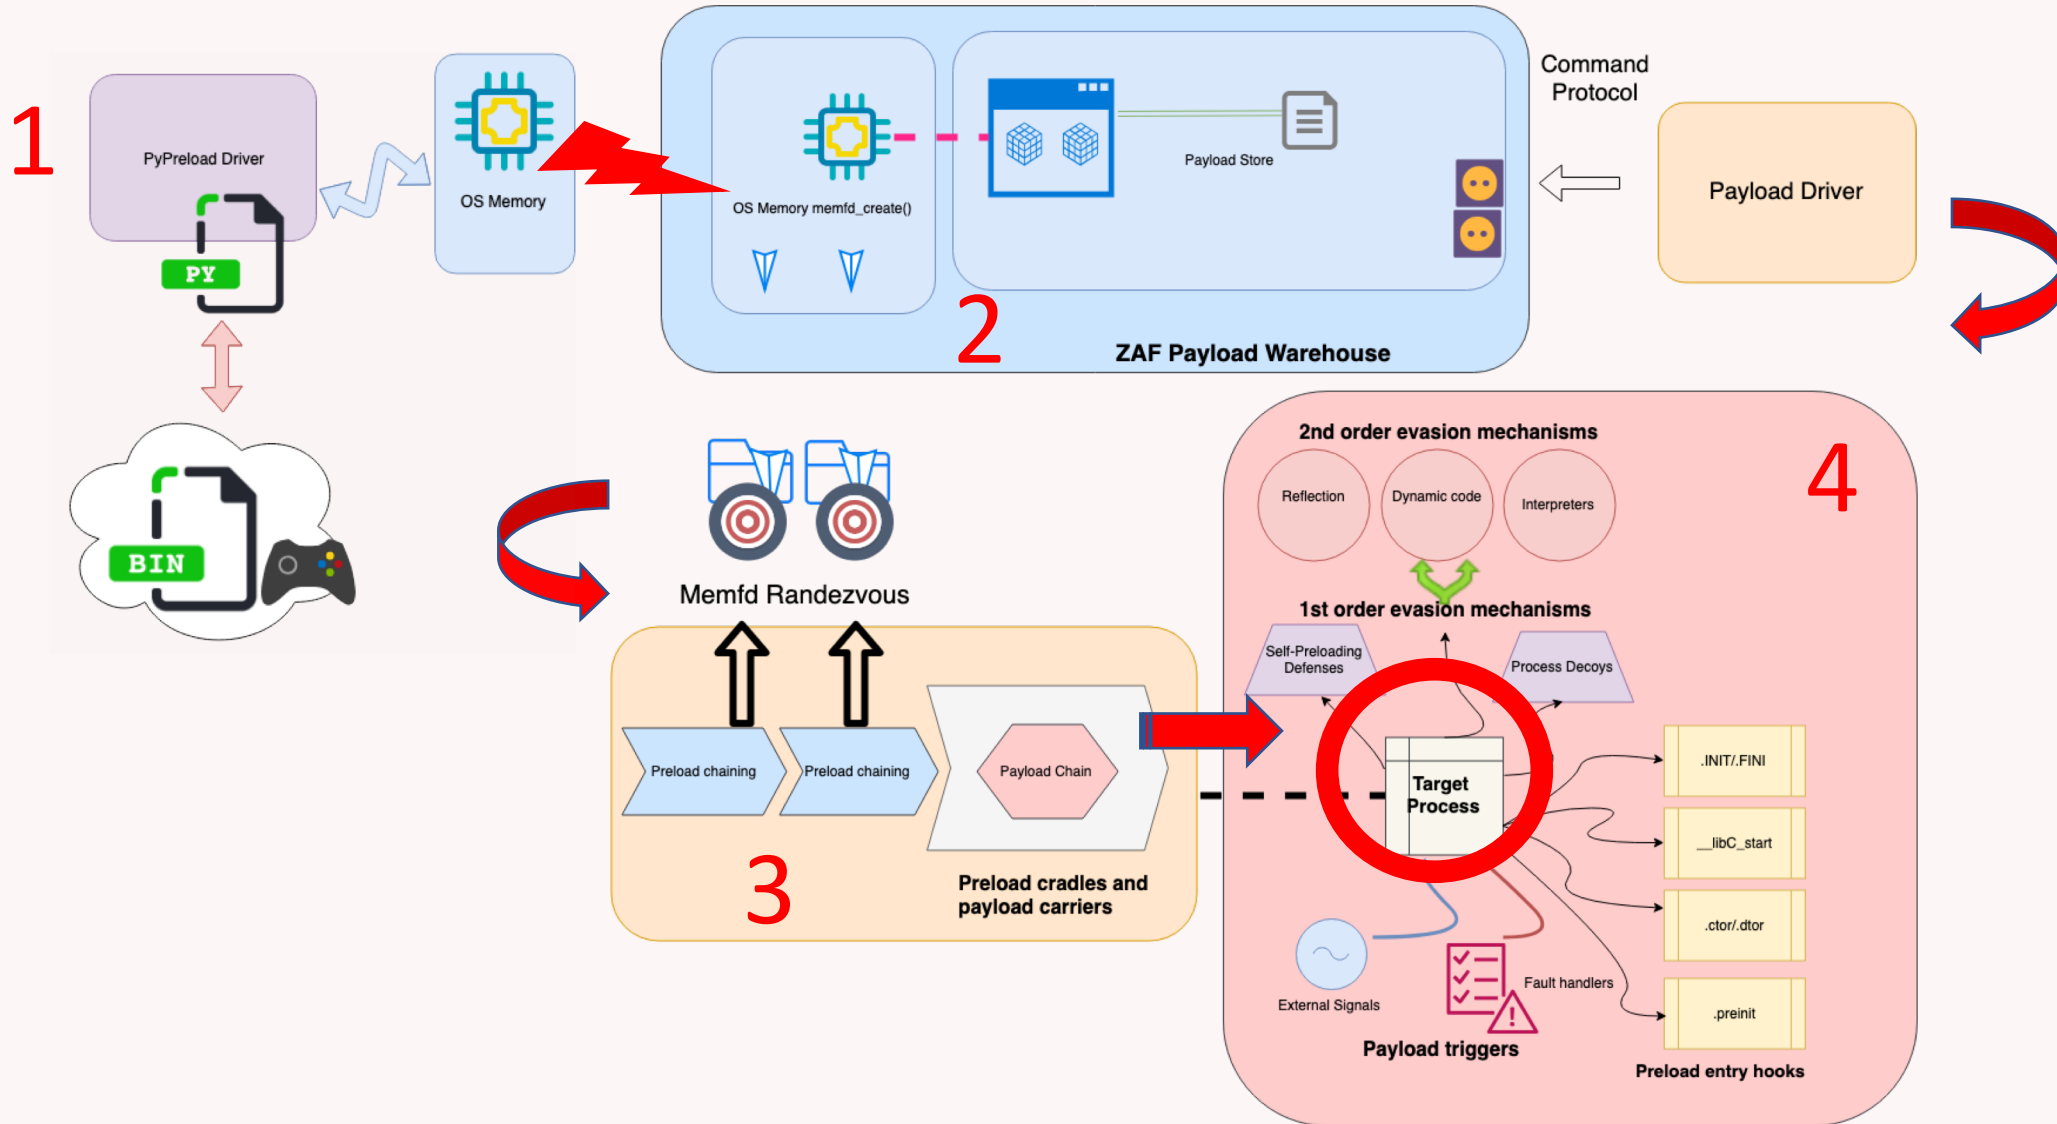 1
PyPreload Driver
PY
BIN
OS Memory
OS Memory memfd_create()
Payload Store
2
ZAF Payload Warehouse
Command
Protocol
Payload Driver
Memfd Randezvous
Preload chaining
Preload chaining
Payload Chain
3
Preload cradles and
payload carriers
4
2nd order evasion mechanisms
Reflection
Dynamic code
Interpreters
1st order evasion mechanisms
Self-Preloading
Defenses
Process Decoys
Target
Process
.INIT/.FINI
__libC_start
.ctor/.dtor
.preinit
Preload entry hooks
External Signals
Fault handlers
Payload triggers